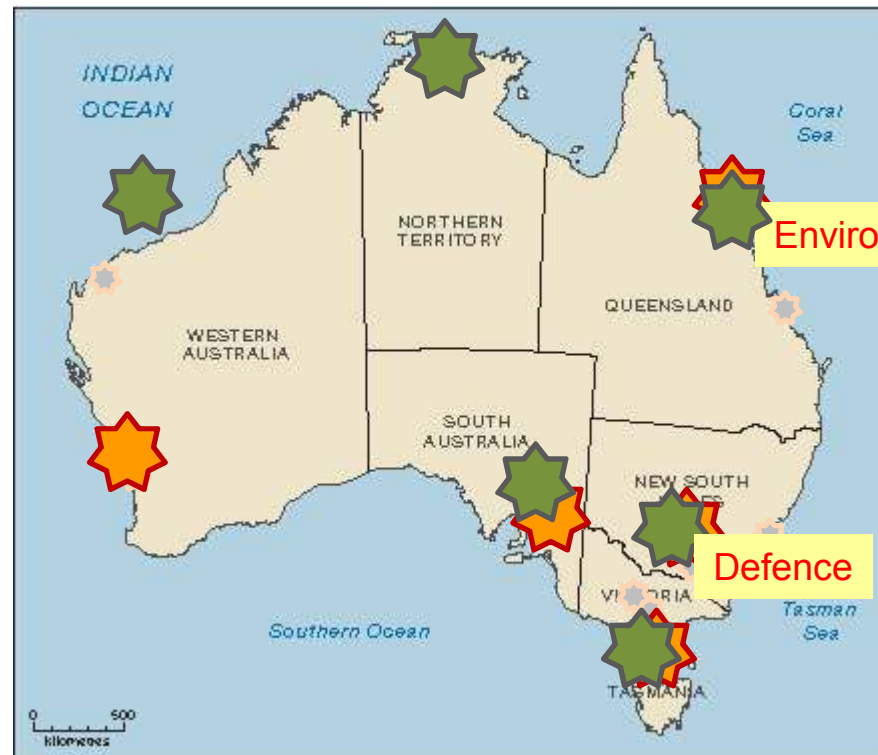 INDIAN
OCEAN
Coral
Sea
NORTHERN
TERRITORY
Enviro
QUEENSLAND
WESTERN
AUSTRALIA
SOUTH
AUSTRALIA
NEW SOUTH
Defence
TASMANIA
Tasman
Sea
Southern Ocean
0 500
kilometres